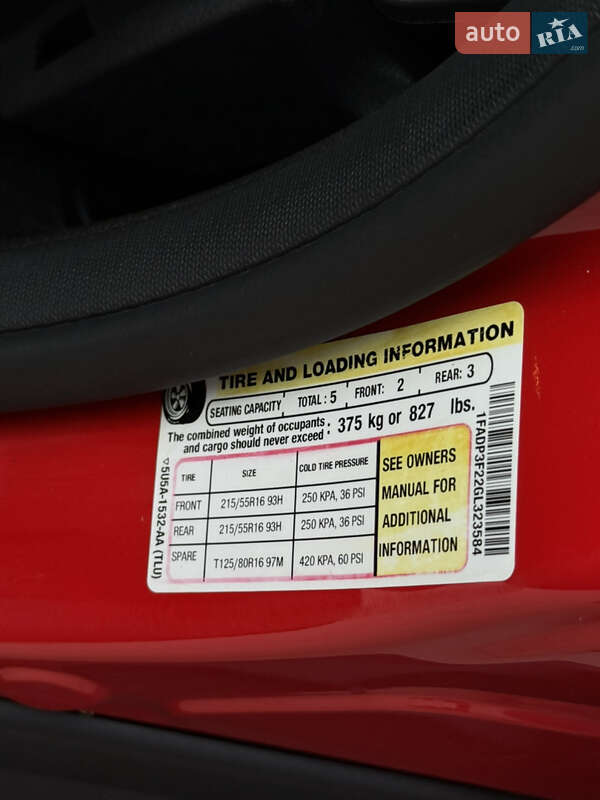 auto RIA .com
TIRE AND LOADING INFORMATION
SEATING CAPACITY TOTAL : 5 FRONT: 2 REAR: 3
The combined weight of occupants and cargo should never exceed : 375 kg or 827 lbs.
TIRE SIZE COLD TIRE PRESSURE
FRONT 215/55R16 93H 250 KPA, 36 PSI
REAR 215/55R16 93H 250 KPA, 36 PSI
SPARE T125/80R16 97M 420 KPA, 60 PSI
SEE OWNERS
MANUAL FOR
ADDITIONAL
INFORMATION
5U5A-1532-AA (TLU)
1FADP3F22GL323584